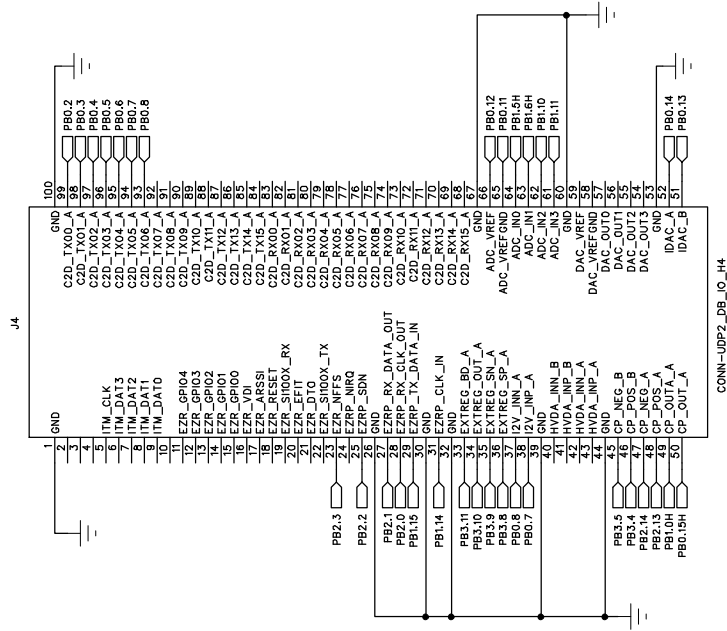 J4
1 GND
2
3
4
5 ITM_CLK
6 ITM_DAT3
7 ITM_DAT2
8 ITM_DAT1
9 ITM_DAT0
10
11 EZR_GPIO4
12 EZR_GPIO3
13 EZR_GPIO2
14 EZR_GPIO1
15 EZR_GPIO0
16 EZR_VDI
17 EZR_ARSSI
18 EZR_RESET
19 EZR_SI100X_RX
20 EZR_EFIT
21 EZR_DTO
22 EZR_SI100X_TX
PB2.3 23 EZR_NFFS
24 EZRP_NIRQ
PB2.2 25 EZRP_SDN
26 GND
PB2.1 27 EZRP_RX_DATA_OUT
PB2.0 28 EZRP_RX_CLK_OUT
PB1.15 29 EZRP_TX_DATA_IN
30 GND
PB1.14 31 EZRP_CLK_IN
32 GND
PB3.11 33 EXTREG_BD_A
PB3.10 34 EXTREG_OUT_A
PB3.9 35 EXTREG_SN_A
PB3.8 36 EXTREG_SP_A
PB0.8 37 I2V_INN_A
PB0.7 38 I2V_INP_A
39 GND
40 HVDA_INN_B
41 HVDA_INP_B
42 HVDA_INN_A
43 HVDA_INP_A
44 GND
PB3.5 45 CP_NEG_B
PB3.4 46 CP_POS_B
PB2.14 47 CP_NEG_A
PB2.13 48 CP_POS_A
PB1.0H 49 CP_OUTA_A
PB0.15H 50 CP_OUT_A
GND 100
C2D_TX00_A 99 PB0.2
C2D_TX01_A 98 PB0.3
C2D_TX02_A 97 PB0.4
C2D_TX03_A 96 PB0.5
C2D_TX04_A 95 PB0.6
C2D_TX05_A 94 PB0.7
C2D_TX06_A 93 PB0.8
C2D_TX07_A 92
C2D_TX08_A 91
C2D_TX09_A 90
C2D_TX10_A 89
C2D_TX11_A 88
C2D_TX12_A 87
C2D_TX13_A 86
C2D_TX14_A 85
C2D_TX15_A 84
C2D_RX00_A 83
C2D_RX01_A 82
C2D_RX02_A 81
C2D_RX03_A 80
C2D_RX04_A 79
C2D_RX05_A 78
C2D_RX06_A 77
C2D_RX07_A 76
C2D_RX08_A 75
C2D_RX09_A 74
C2D_RX10_A 73
C2D_RX11_A 72
C2D_RX12_A 71
C2D_RX13_A 70
C2D_RX14_A 69
C2D_RX15_A 68
GND 67
ADC_VREF 66 PB0.12
ADC_VREFGND 65 PB0.11
ADC_IN0 64 PB1.5H
ADC_IN1 63 PB1.6H
ADC_IN2 62 PB1.10
ADC_IN3 61 PB1.11
GND 60
DAC_VREF 59
DAC_VREFGND 58
DAC_OUT0 57
DAC_OUT1 56
DAC_OUT2 55
DAC_OUT3 54
GND 53
IDAC_A 52 PB0.14
IDAC_B 51 PB0.13
CONN-UDP2_DB_IO_H4